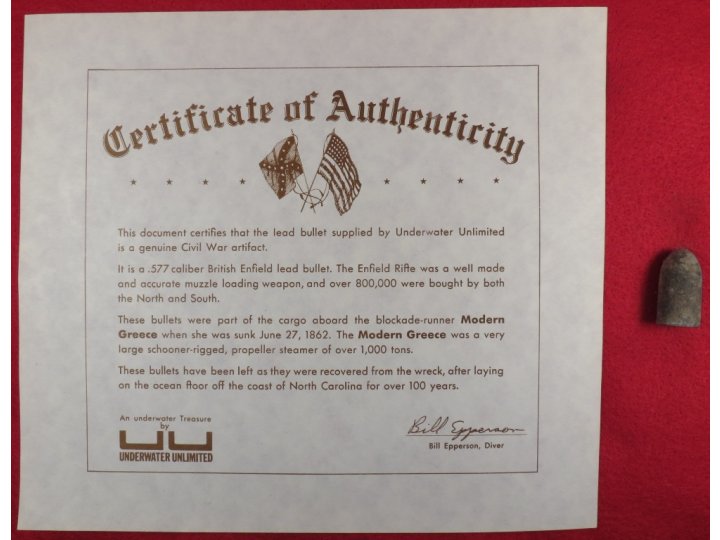 Certificate of Authenticity
This document certifies that the lead bullet supplied by Underwater Unlimited
is a genuine Civil War artifact.
It is a .577 caliber British Enfield lead bullet. The Enfield Rifle was a well made
and accurate muzzle loading weapon, and over 800,000 were bought by both
the North and South.
These bullets were part of the cargo aboard the blockade-runner Modern
Greece when she was sunk June 27, 1862. The Modern Greece was a very
large schooner-rigged, propeller steamer of over 1,000 tons.
These bullets have been left as they were recovered from the wreck, after laying
on the ocean floor off the coast of North Carolina for over 100 years.
An underwater Treasure
by
UU
UNDERWATER UNLIMITED
Bill Epperson
Bill Epperson, Diver